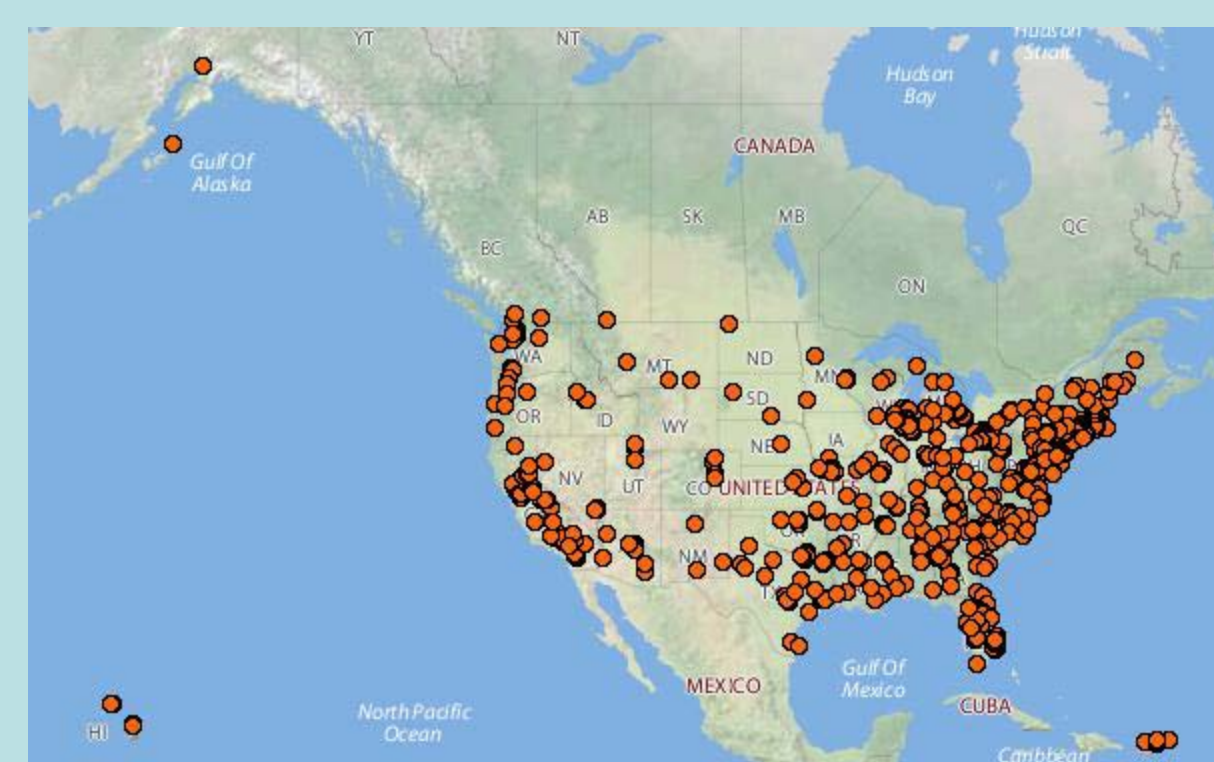 YT
NT
Hudson
Strait
Hudson
Bay
CANADA
Gulf Of
Alaska
AB
SK
MB
QC
BC
ON
WA
MT
ND
MN
OR
ID
SD
WY
NE
IA
NV
UT
CO
UNITED STATES
NM
Gulf Of
Mexico
MEXICO
CUBA
North Pacific
Ocean
HI
Caribbean